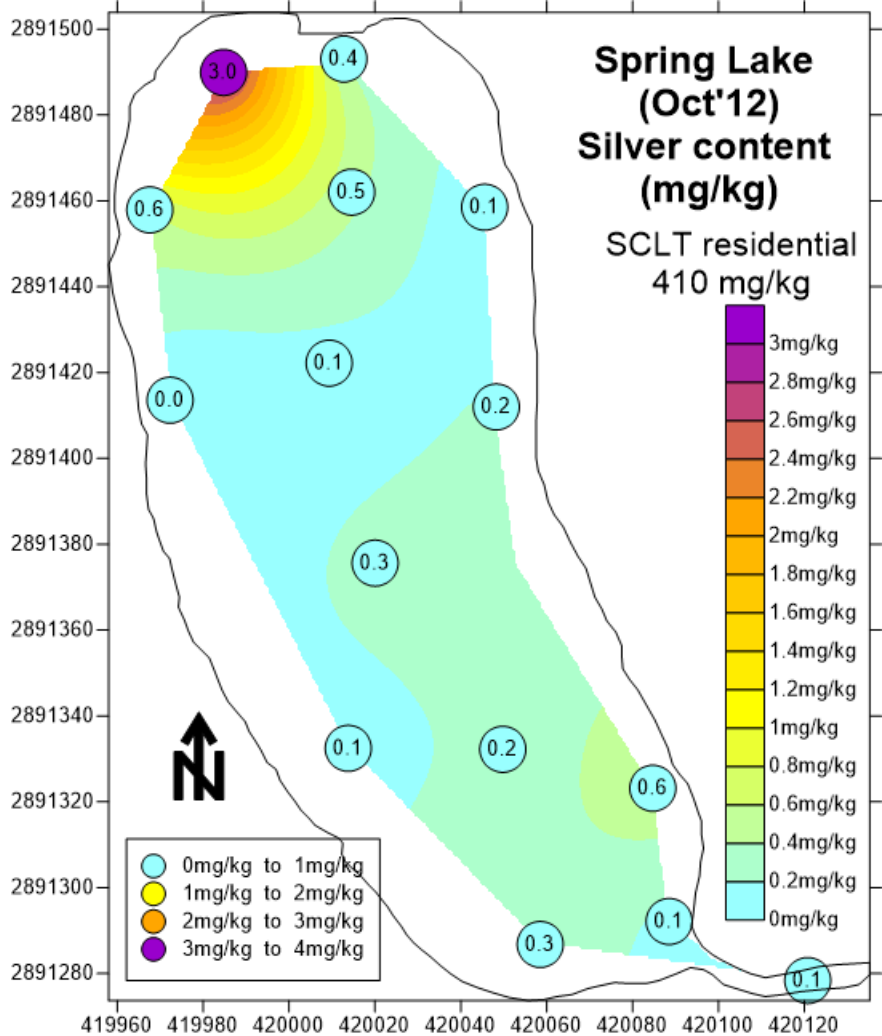 Spring Lake
(Oct'12)
Silver content
(mg/kg)
SCLT residential
410 mg/kg
3mg/kg
2.8mg/kg
2.6mg/kg
2.4mg/kg
2.2mg/kg
2mg/kg
1.8mg/kg
1.6mg/kg
1.4mg/kg
1.2mg/kg
1mg/kg
0.8mg/kg
0.6mg/kg
0.4mg/kg
0.2mg/kg
0mg/kg
2891500
2891480
2891460
2891440
2891420
2891400
2891380
2891360
2891340
2891320
2891300
2891280
3.0
0.4
0.5
0.6
0.1
0.1
0.0
0.2
0.3
0.1
0.2
0.6
0.1
0.3
0.1
N
0mg/kg to 1mg/kg
1mg/kg to 2mg/kg
2mg/kg to 3mg/kg
3mg/kg to 4mg/kg
419960 419980 420000 420020 420040 420060 420080 420100 420120